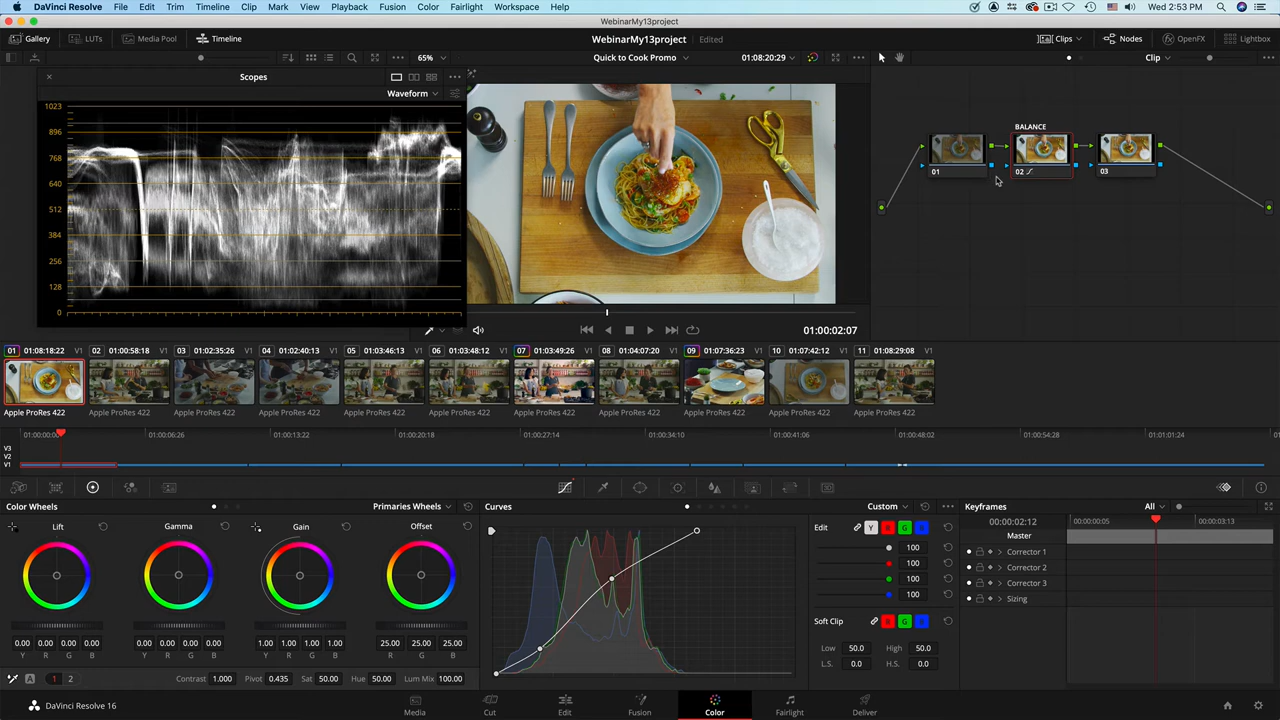 DaVinci Resolve File Edit Trim Timeline Clip Mark View Playback Fusion Color Fairlight Workspace Help Wed 2:53 PM
WebinarMy13project
Gallery LUTs Media Pool Timeline WebinarMy13project Edited Clips Nodes OpenFX Lightbox
65% Quick to Cook Promo 01:08:20:29 Clip
Scopes
Waveform
1023
896
768
640
512
384
256
128
0
BALANCE
01 02 03
01:00:02:07
01 01:08:18:22 V1 02 01:00:58:18 V1 03 01:02:35:26 V1 04 01:02:40:13 V1 05 01:03:46:13 V1 06 01:03:48:12 V1 07 01:03:49:26 V1 08 01:04:07:20 V1 09 01:07:36:23 V1 10 01:07:42:12 V1 11 01:08:29:08 V1
Apple ProRes 422 Apple ProRes 422 Apple ProRes 422 Apple ProRes 422 Apple ProRes 422 Apple ProRes 422 Apple ProRes 422 Apple ProRes 422 Apple ProRes 422 Apple ProRes 422 Apple ProRes 422
01:00:00:00 01:00:06:26 01:00:13:22 01:00:20:18 01:00:27:14 01:00:34:10 01:00:41:06 01:00:48:02 01:00:54:28 01:01:01:24
V3
V2
V1
Color Wheels Primaries Wheels Curves Custom Keyframes All
Lift Gamma Gain Offset
Edit Y R G B
100
100
100
100
Soft Clip R G B
Low 50.0 High 50.0
L.S. 0.0 H.S. 0.0
00:00:02:12 00:00:00:05 00:00:03:13
Master
Corrector 1
Corrector 2
Corrector 3
Sizing
0.00 0.00 0.00 0.00 0.00 0.00 0.00 0.00 1.00 1.00 1.00 1.00 25.00 25.00 25.00
Y R G B Y R G B Y R G B R G B
A 1 2 Contrast 1.000 Pivot 0.435 Sat 50.00 Hue 50.00 Lum Mix 100.00
DaVinci Resolve 16 Media Cut Edit Fusion Color Fairlight Deliver